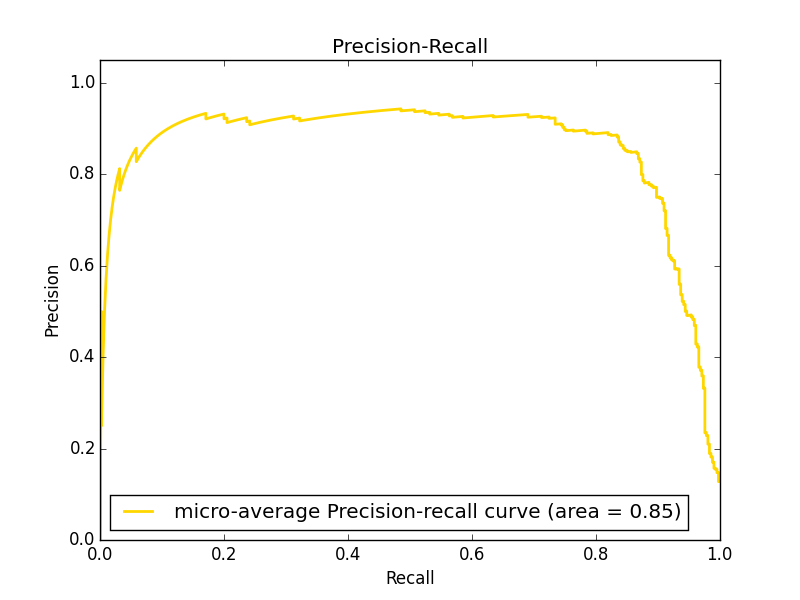 Precision-Recall
1.0
0.8
0.6
0.4
0.2
0.0
Precision
micro-average Precision-recall curve (area = 0.85)
0.0 0.2 0.4 0.6 0.8 1.0
Recall